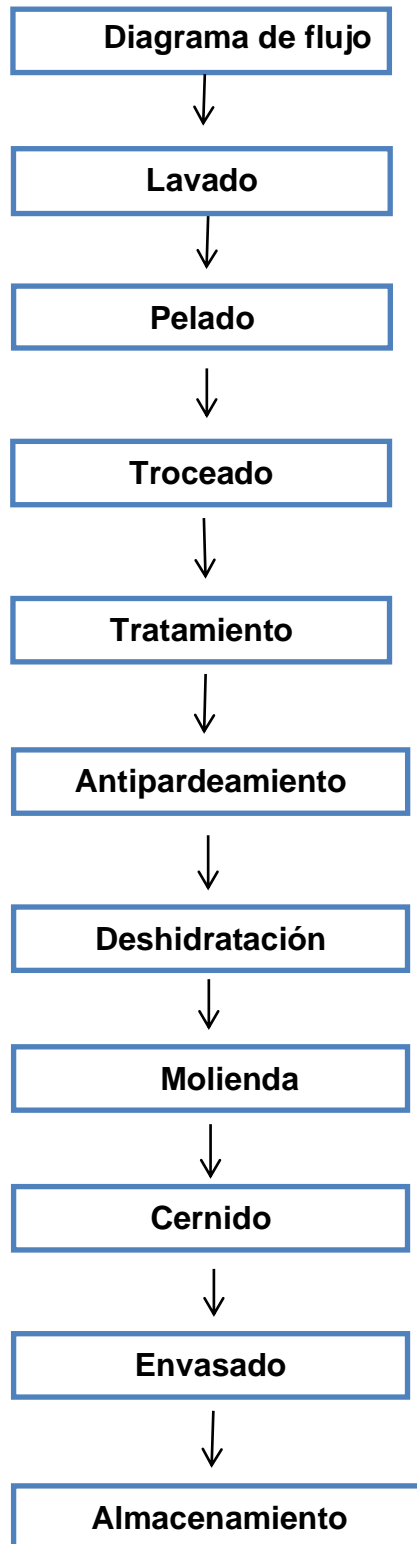 Diagrama de flujo
Lavado
Pelado
Troceado
Tratamiento
Antipardeamiento
Deshidratación
Molienda
Cernido
Envasado
Almacenamiento